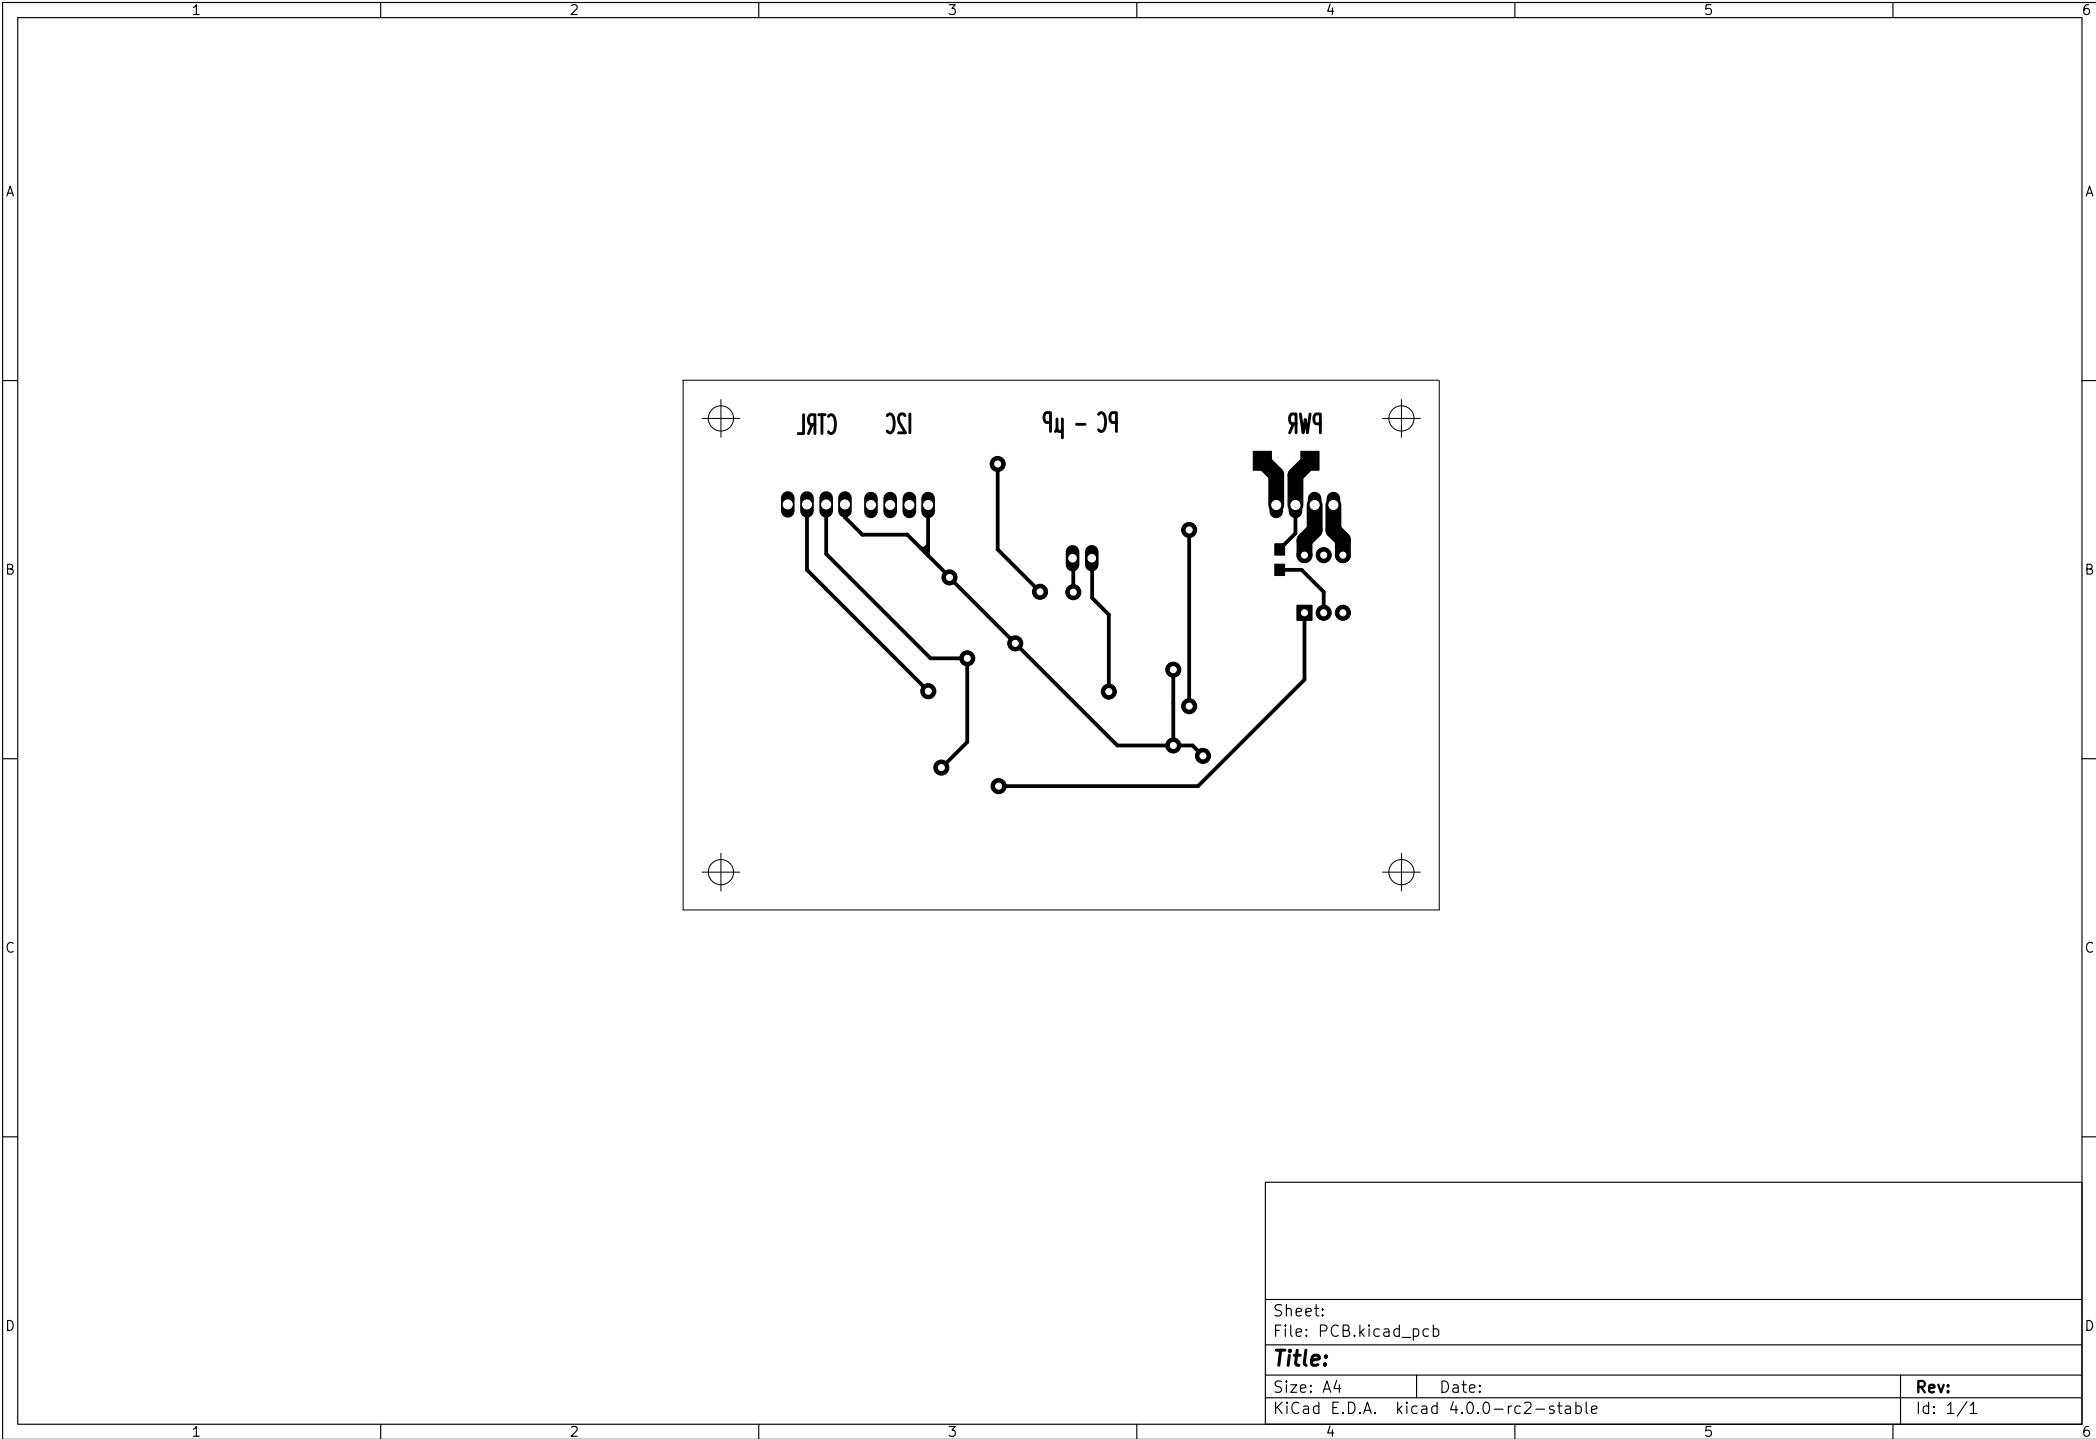 1 2 3 4 5 6
A A
CTRL I2C PC - µP PWR
B B
C C
D D
Sheet:
File: PCB.kicad_pcb
Title:
Size: A4 Date: Rev:
KiCad E.D.A. kicad 4.0.0-rc2-stable Id: 1/1
1 2 3 4 5 6